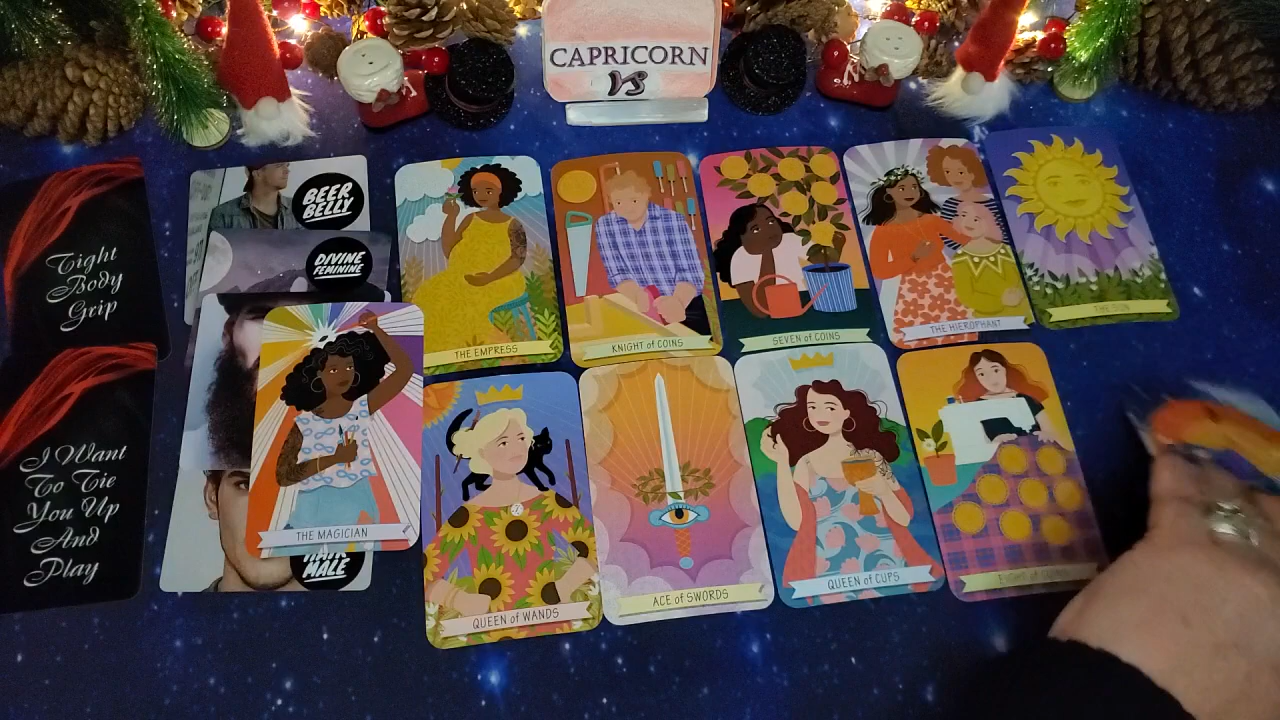 CAPRICORN
Tight
Body
Grip
BEER
BELLY
DIVINE
FEMININE
THE EMPRESS
KNIGHT of COINS
SEVEN of COINS
THE HIEROPHANT
THE SUN
I Want
To Tie
You Up
And
Play
THE MAGICIAN
HAIR
MALE
QUEEN of WANDS
ACE of SWORDS
QUEEN of CUPS
EIGHT of COINS